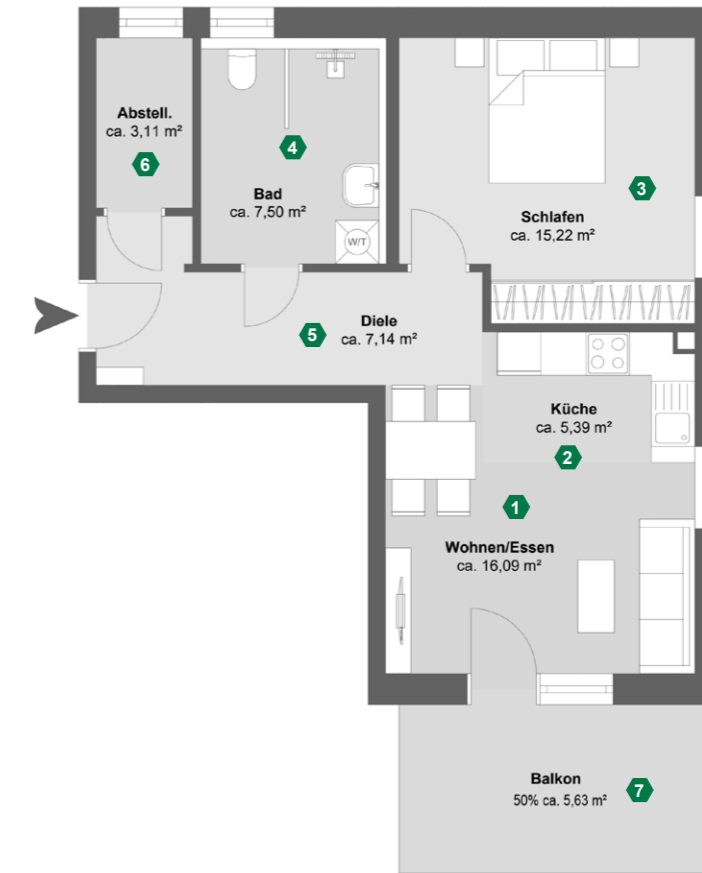 Abstell.
ca. 3,11 m²
6
4
Bad
ca. 7,50 m²
W/T
3
Schlafen
ca. 15,22 m²
5
Diele
ca. 7,14 m²
Küche
ca. 5,39 m²
2
1
Wohnen/Essen
ca. 16,09 m²
Balkon
50% ca. 5,63 m²
7